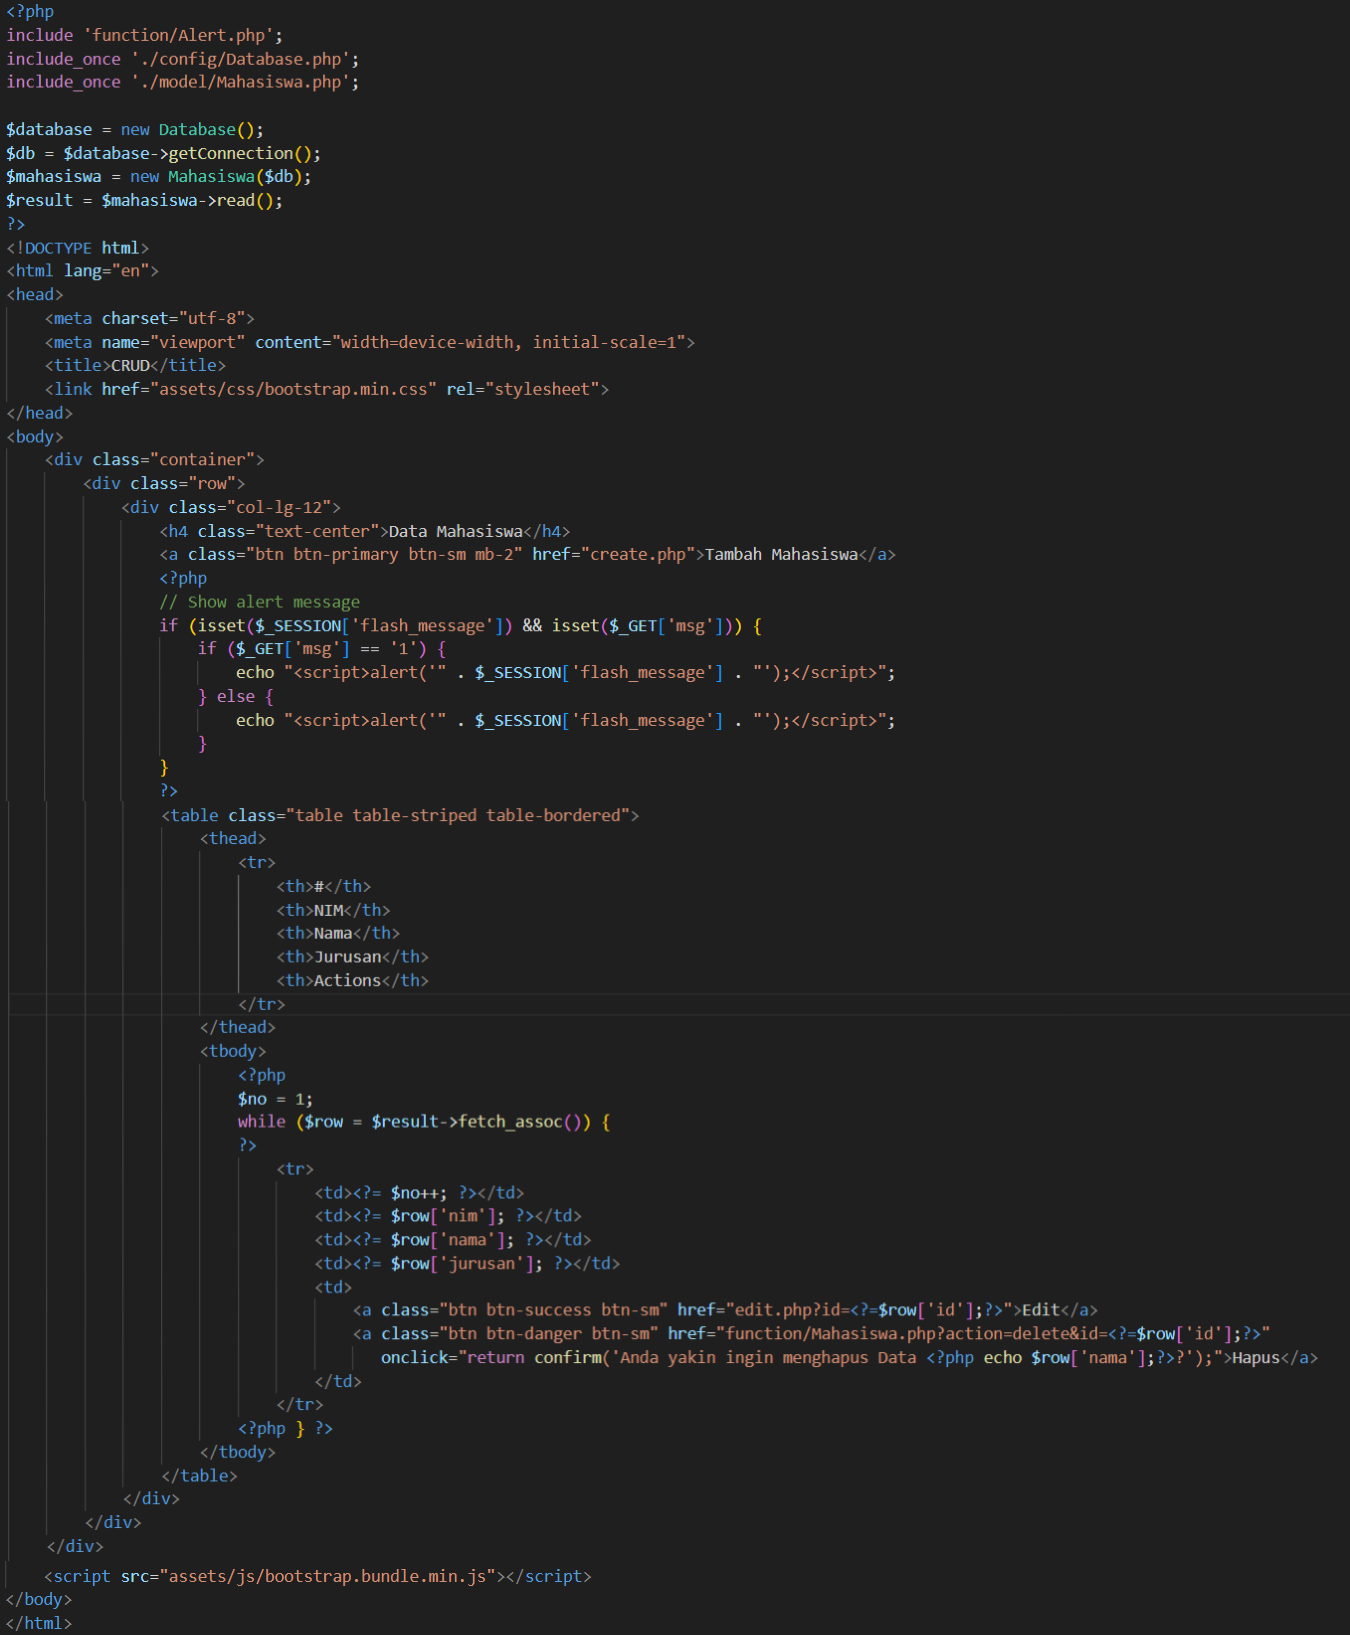 <?php
include 'function/Alert.php';
include_once './config/Database.php';
include_once './model/Mahasiswa.php';

$database = new Database();
$db = $database->getConnection();
$mahasiswa = new Mahasiswa($db);
$result = $mahasiswa->read();
?>
<!DOCTYPE html>
<html lang="en">
<head>
    <meta charset="utf-8">
    <meta name="viewport" content="width=device-width, initial-scale=1">
    <title>CRUD</title>
    <link href="assets/css/bootstrap.min.css" rel="stylesheet">
</head>
<body>
    <div class="container">
        <div class="row">
            <div class="col-lg-12">
                <h4 class="text-center">Data Mahasiswa</h4>
                <a class="btn btn-primary btn-sm mb-2" href="create.php">Tambah Mahasiswa</a>
                <?php
                // Show alert message
                if (isset($_SESSION['flash_message']) && isset($_GET['msg'])) {
                    if ($_GET['msg'] == '1') {
                        echo "<script>alert('" . $_SESSION['flash_message'] . "');</script>";
                    } else {
                        echo "<script>alert('" . $_SESSION['flash_message'] . "');</script>";
                    }
                }
                ?>
                <table class="table table-striped table-bordered">
                    <thead>
                        <tr>
                            <th>#</th>
                            <th>NIM</th>
                            <th>Nama</th>
                            <th>Jurusan</th>
                            <th>Actions</th>
                        </tr>
                    </thead>
                    <tbody>
                        <?php
                        $no = 1;
                        while ($row = $result->fetch_assoc()) {
                        ?>
                            <tr>
                                <td><?= $no++; ?></td>
                                <td><?= $row['nim']; ?></td>
                                <td><?= $row['nama']; ?></td>
                                <td><?= $row['jurusan']; ?></td>
                                <td>
                                    <a class="btn btn-success btn-sm" href="edit.php?id=<?=$row['id'];?>">Edit</a>
                                    <a class="btn btn-danger btn-sm" href="function/Mahasiswa.php?action=delete&id=<?=$row['id'];?>"
                                       onclick="return confirm('Anda yakin ingin menghapus Data <?php echo $row['nama'];?>?');">Hapus</a>
                                </td>
                            </tr>
                        <?php } ?>
                    </tbody>
                </table>
            </div>
        </div>
    </div>
    <script src="assets/js/bootstrap.bundle.min.js"></script>
</body>
</html>